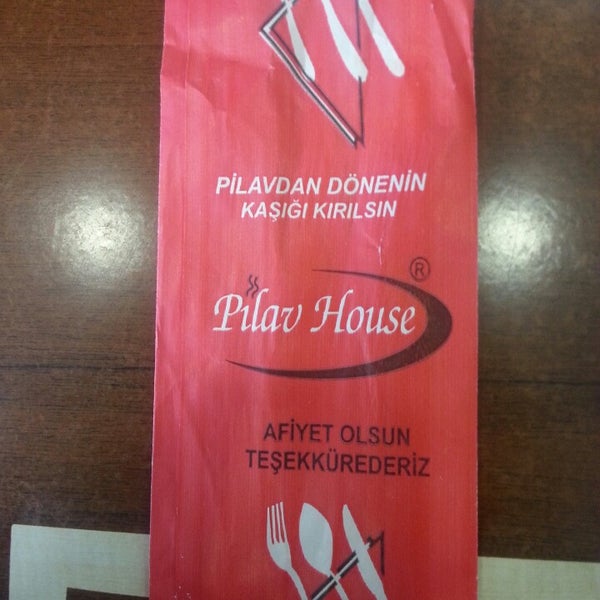 PİLAVDAN DÖNENİN
KAŞIĞI KIRILSIN
®
Pilav House
AFİYET OLSUN
TEŞEKKÜREDERİZ